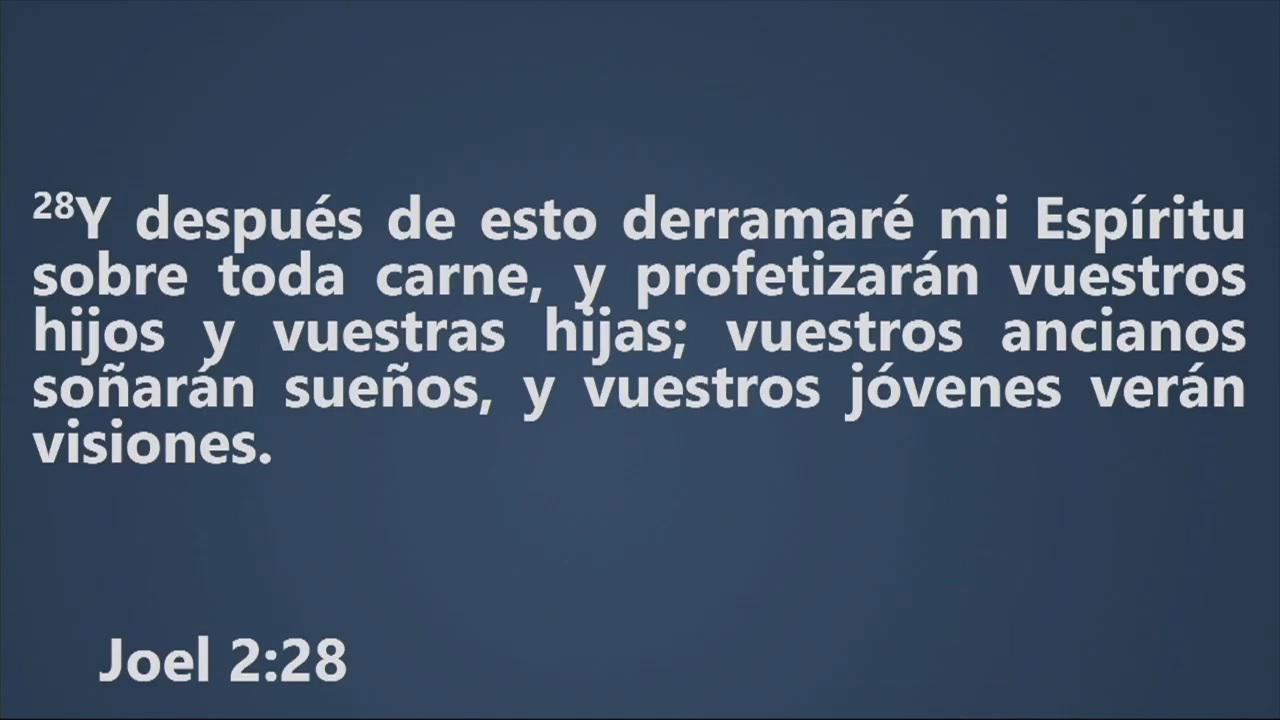 28Y después de esto derramaré mi Espíritu
sobre toda carne, y profetizarán vuestros
hijos y vuestras hijas; vuestros ancianos
soñarán sueños, y vuestros jóvenes verán
visiones.
Joel 2:28